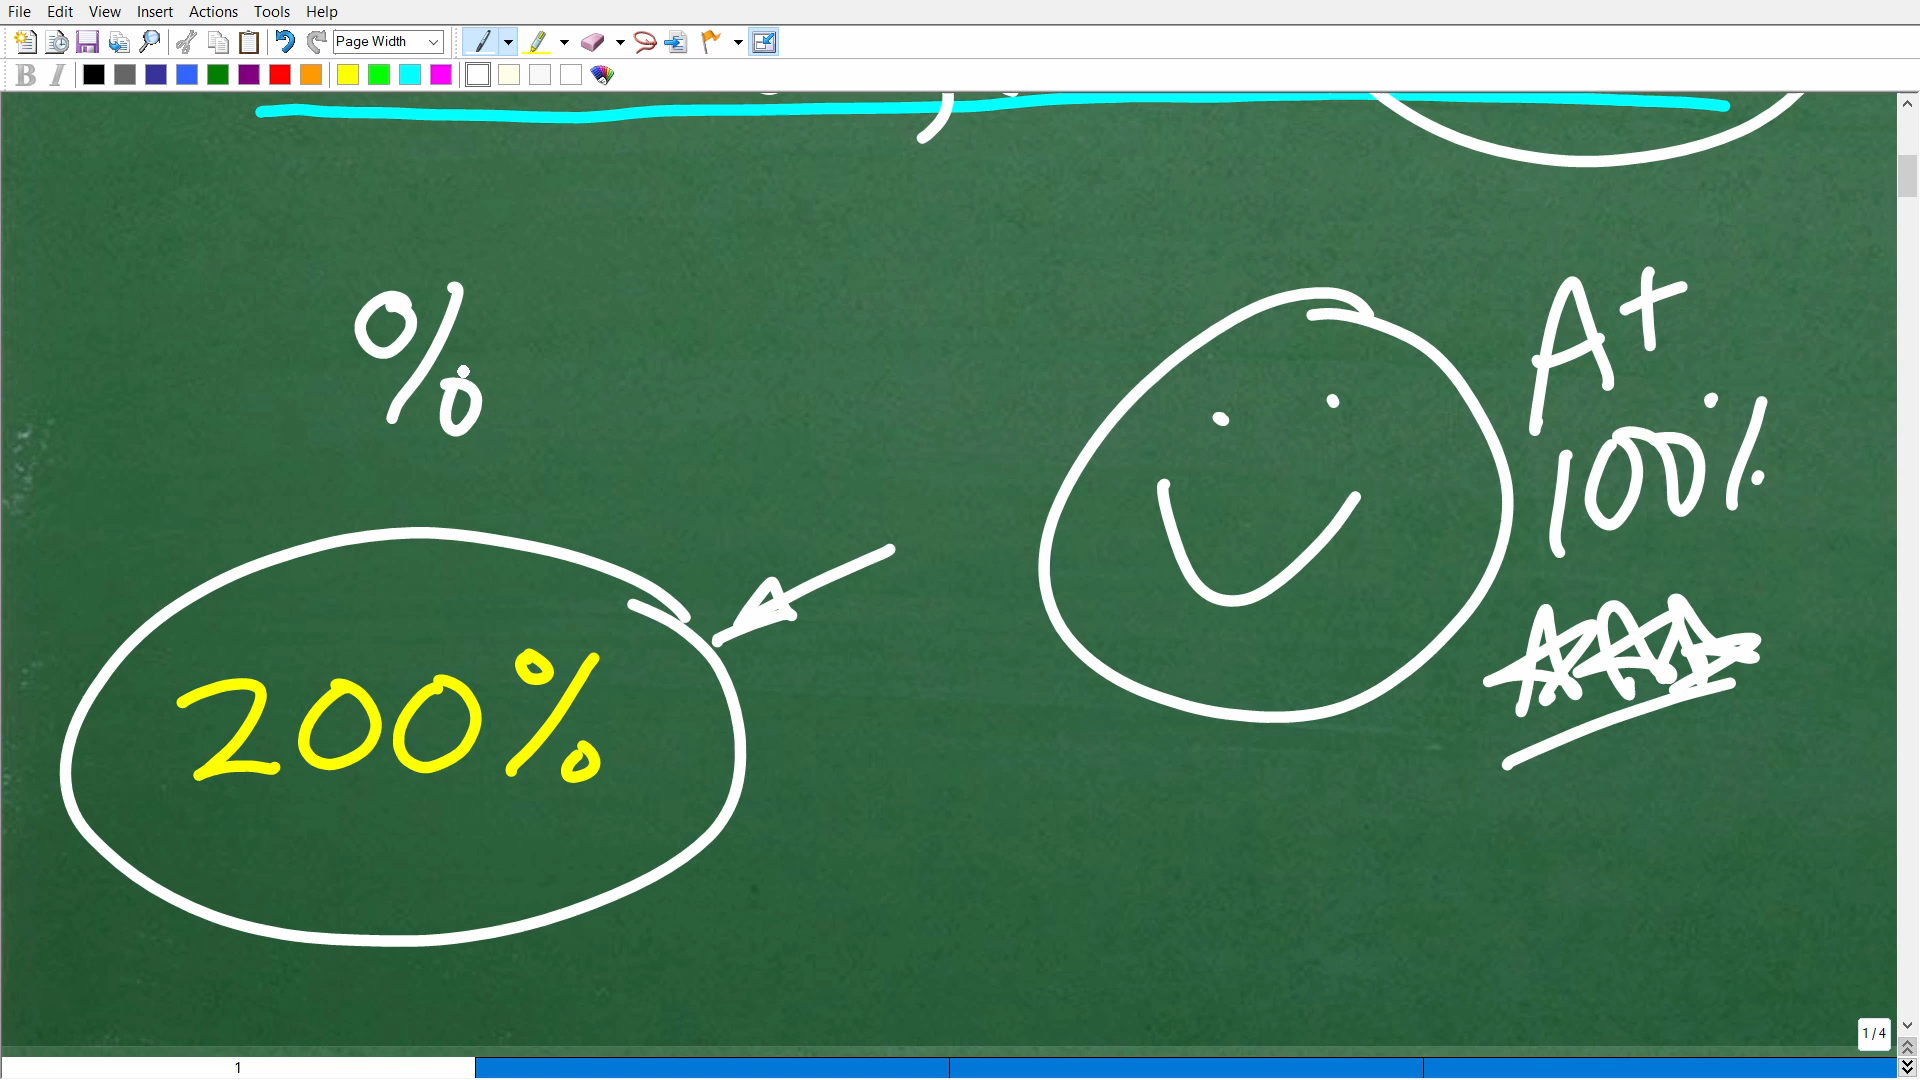 File Edit View Insert Actions Tools Help
Page Width
B I
%
A+
100%
200%
1 / 4
1